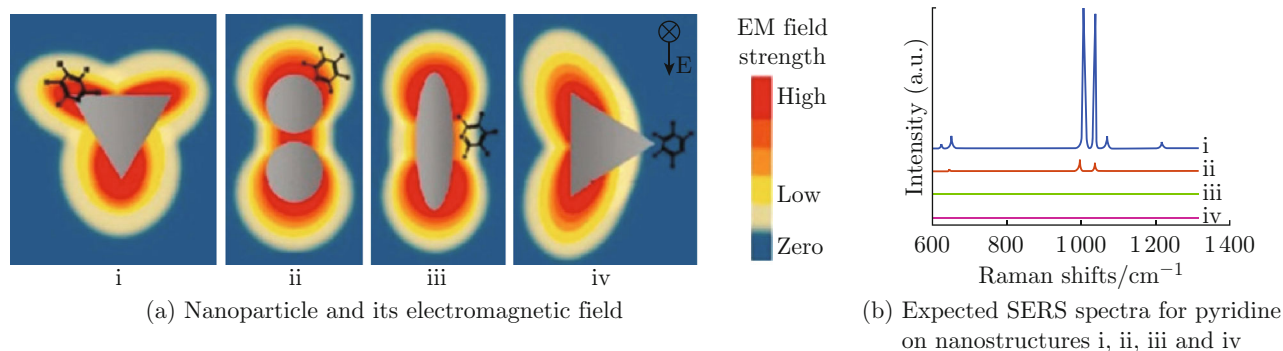 E
i
ii
iii
iv
(a) Nanoparticle and its electromagnetic field
EM field
strength
High
Low
Zero
Intensity (a.u.)
i
ii
iii
iv
600
800
1 000
1 200
1 400
Raman shifts/cm⁻¹
(b) Expected SERS spectra for pyridine
on nanostructures i, ii, iii and iv